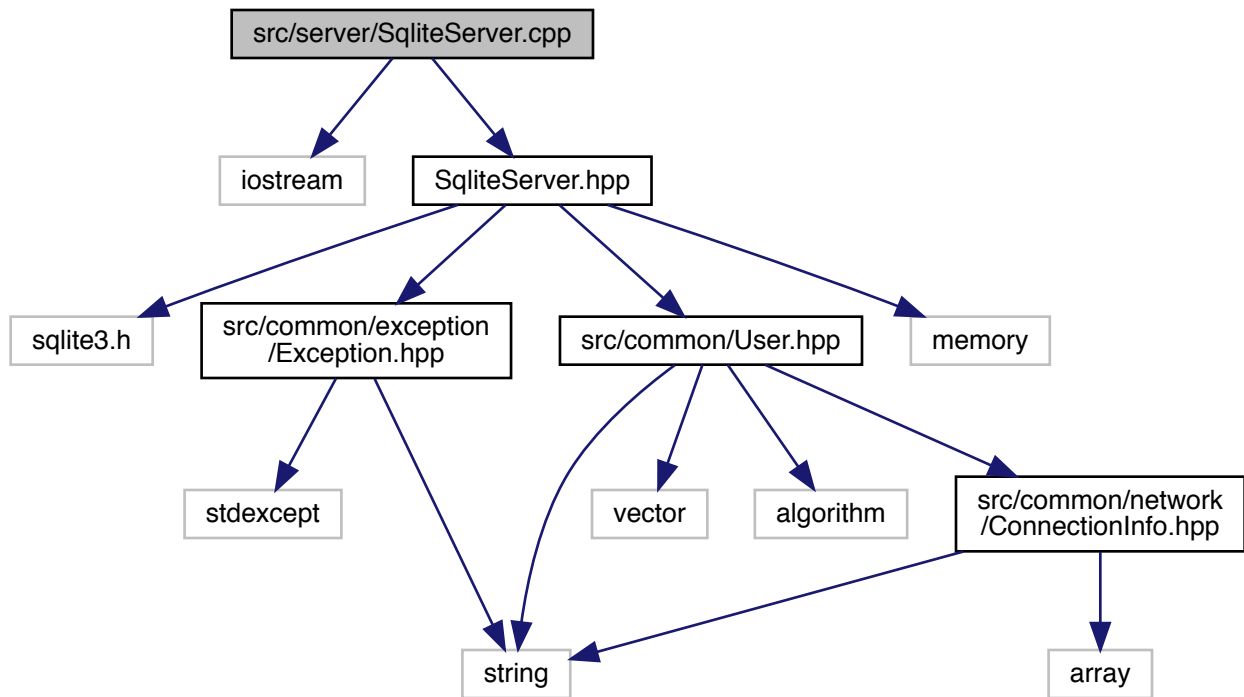 src/server/SqliteServer.cpp
iostream
SqliteServer.hpp
sqlite3.h
src/common/exception
/Exception.hpp
src/common/User.hpp
memory
stdexcept
vector
algorithm
src/common/network
/ConnectionInfo.hpp
string
array